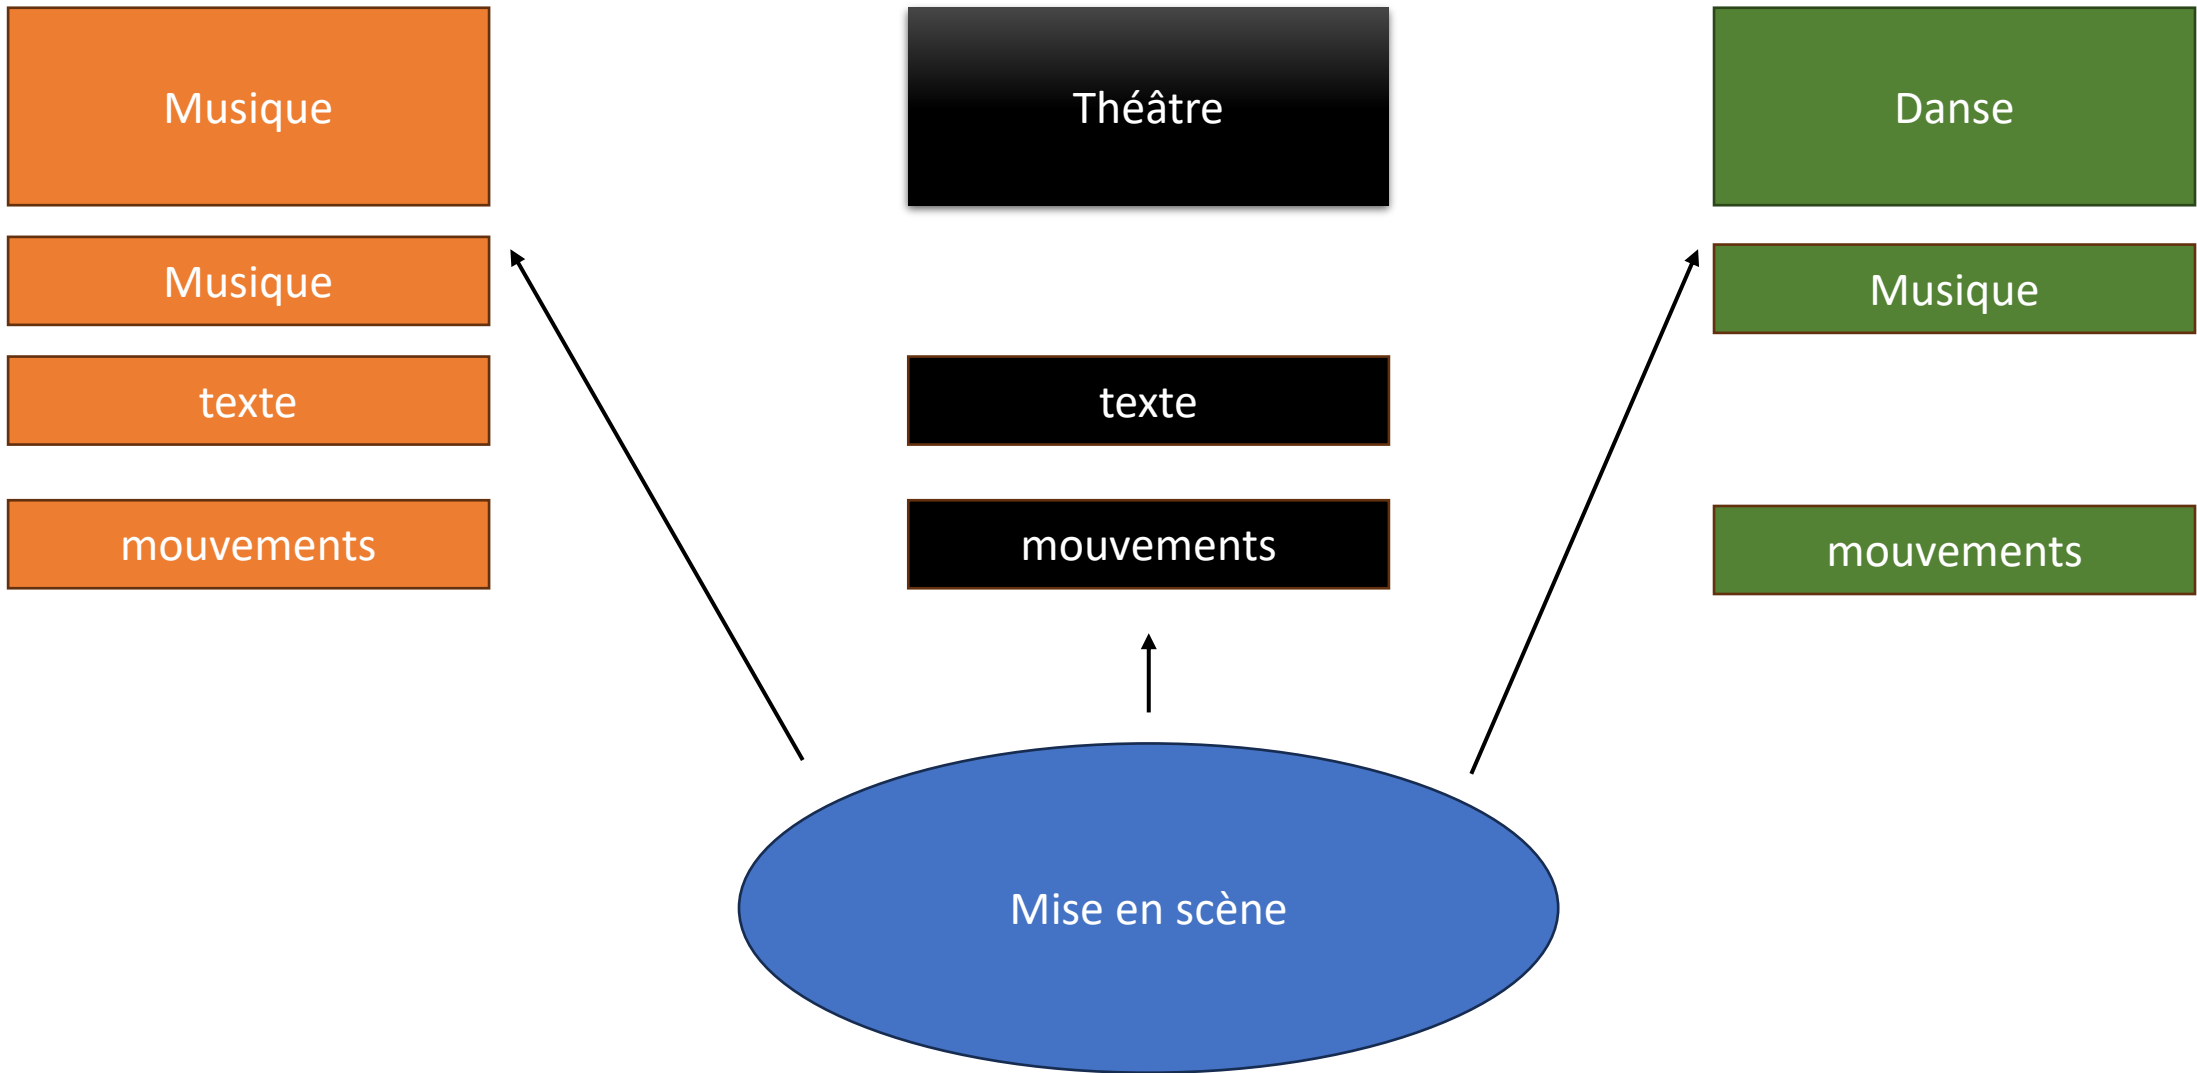 Musique
Théâtre
Danse
Musique
Musique
texte
texte
mouvements
mouvements
mouvements
Mise en scène